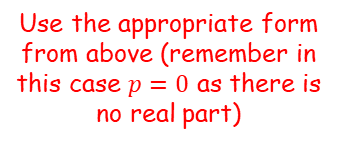 Use the appropriate form
from above (remember in
this case p = 0 as there is
no real part)